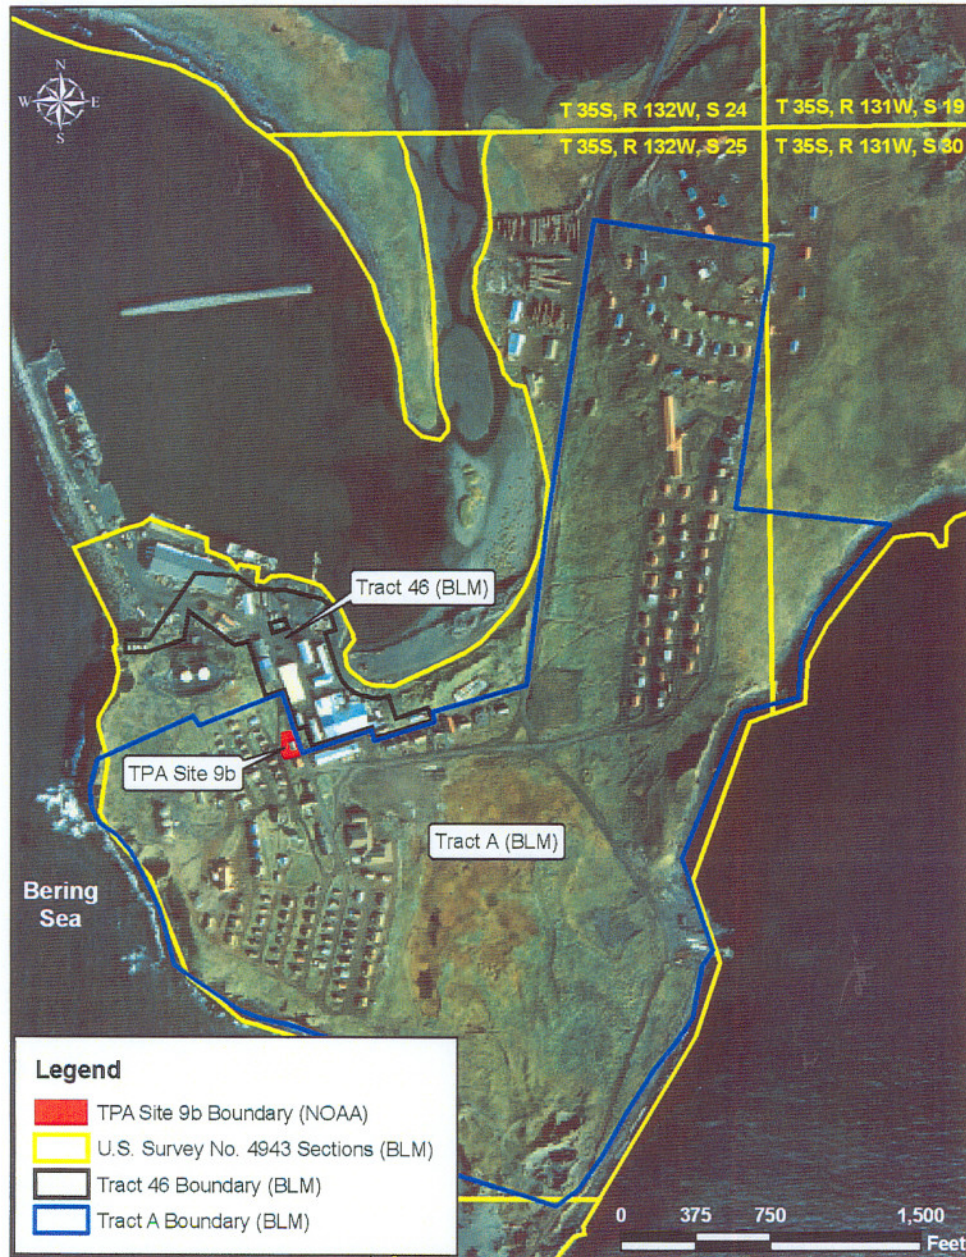 N
W E
S
T 35S, R 132W, S 24
T 35S, R 131W, S 19
T 35S, R 132W, S 25
T 35S, R 131W, S 30
Tract 46 (BLM)
TPA Site 9b
Tract A (BLM)
Bering
Sea
Legend
TPA Site 9b Boundary (NOAA)
U.S. Survey No. 4943 Sections (BLM)
Tract 46 Boundary (BLM)
Tract A Boundary (BLM)
0 375 750 1,500
Feet